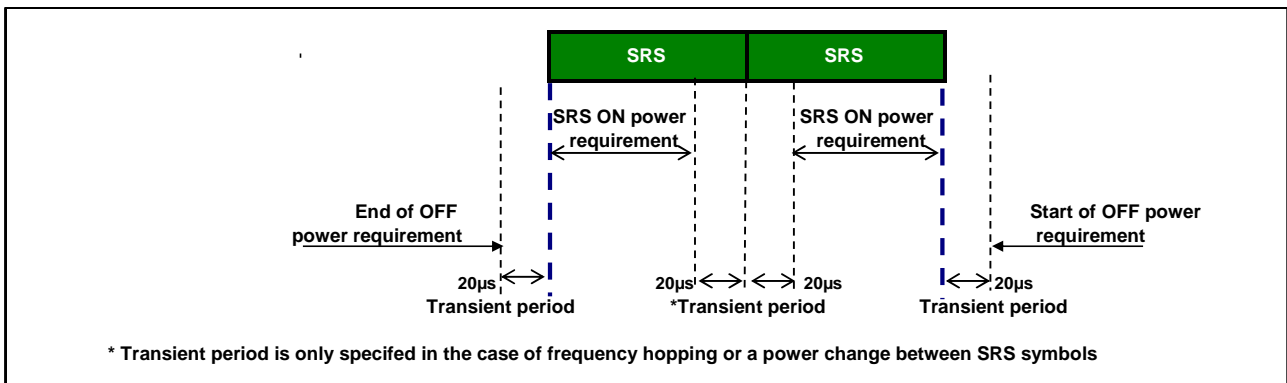 SRS SRS
SRS ON power
requirement
SRS ON power
requirement
End of OFF
power requirement
Start of OFF power
requirement
20µs
Transient period
20µs 20µs
*Transient period
20µs
Transient period
* Transient period is only specifed in the case of frequency hopping or a power change between SRS symbols